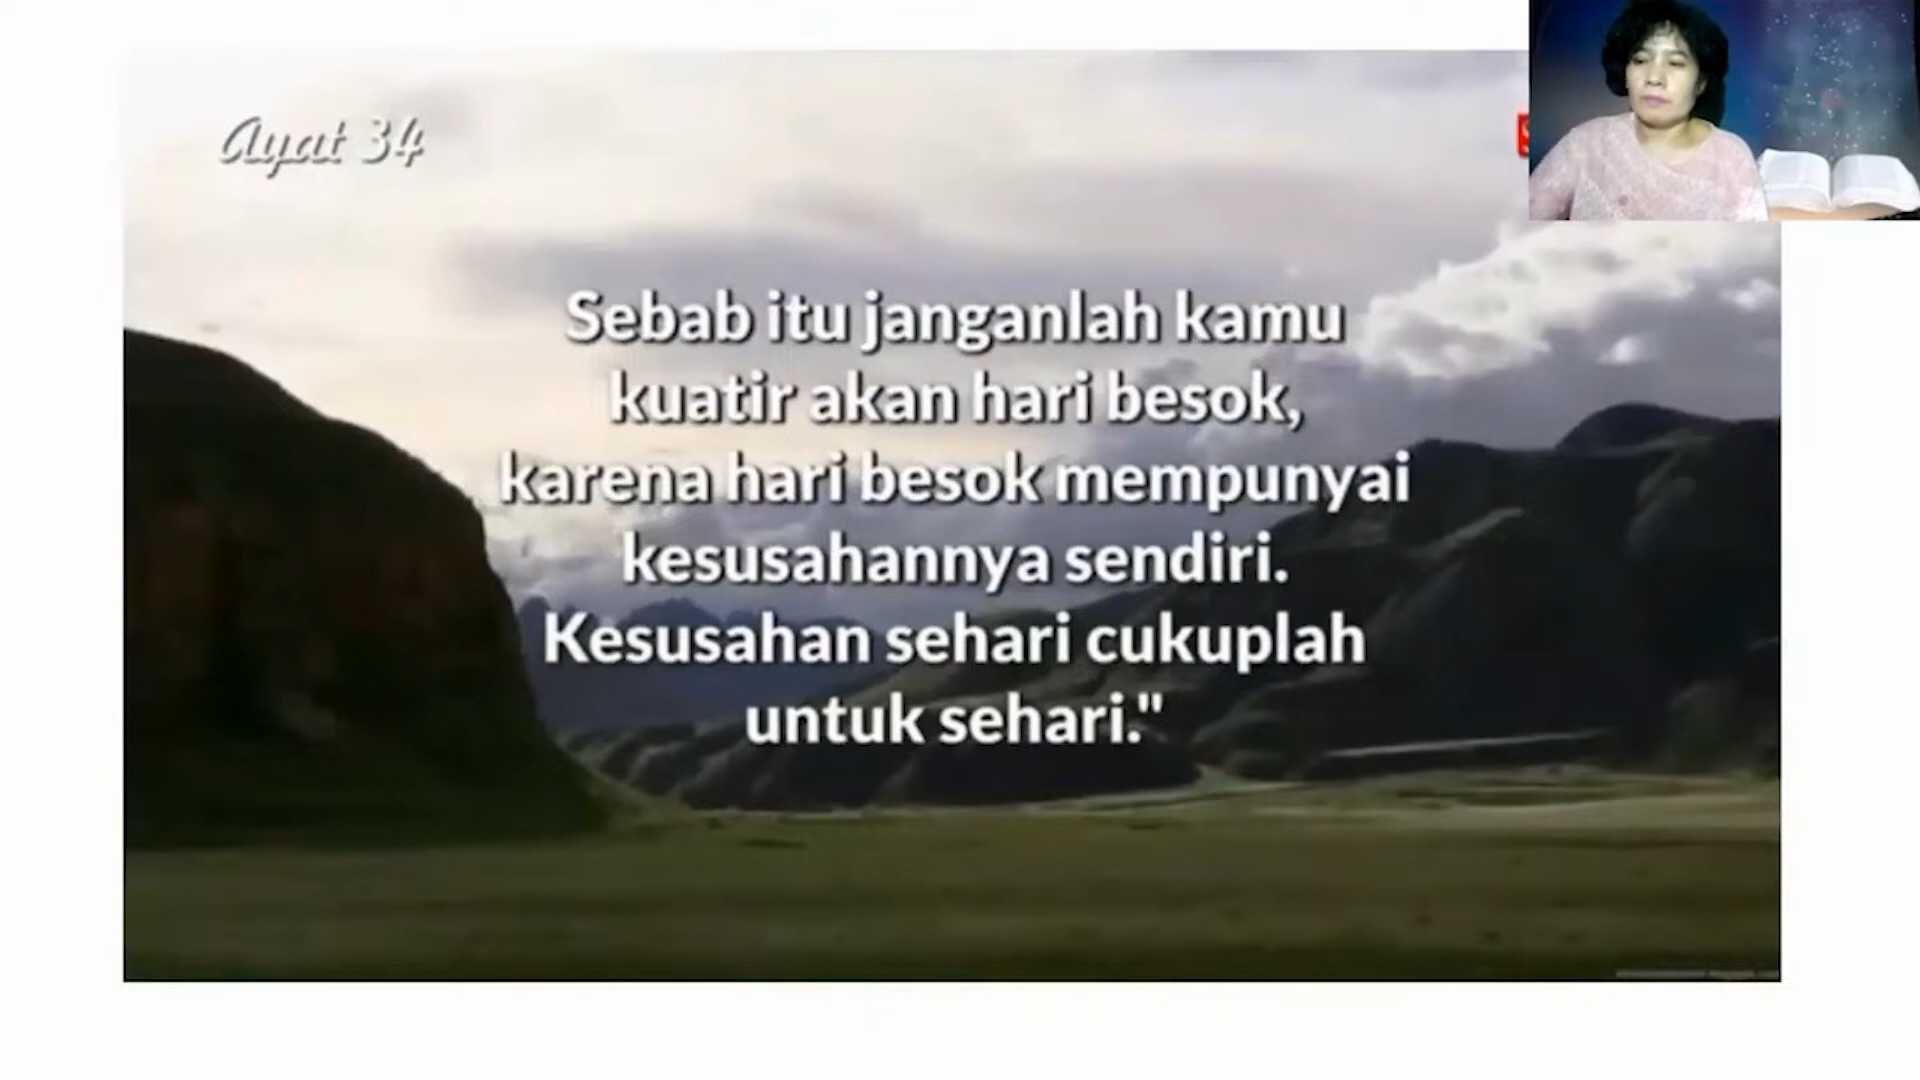 Ayat 34
Sebab itu janganlah kamu
kuatir akan hari besok,
karena hari besok mempunyai
kesusahannya sendiri.
Kesusahan sehari cukuplah
untuk sehari."